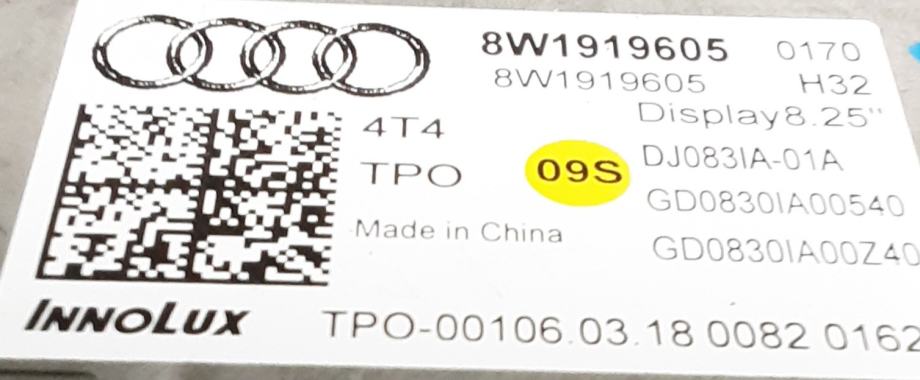 8W1919605 0170
8W1919605 H32
Display8.25"
4T4
TPO
09S
DJ083IA-01A
GD0830IA00540
GD0830IA00Z40
Made in China
INNOLUX
TPO-00106.03.18 0082 0162